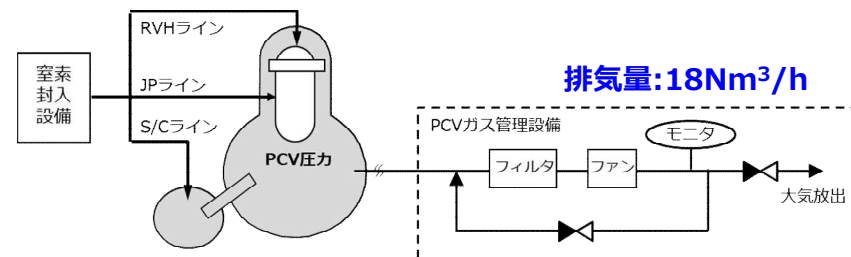 RVHライン
窒素
封入
設備
JPライン
S/Cライン
PCV圧力
排気量:18Nm³/h
PCVガス管理設備
モニタ
フィルタ
ファン
大気放出